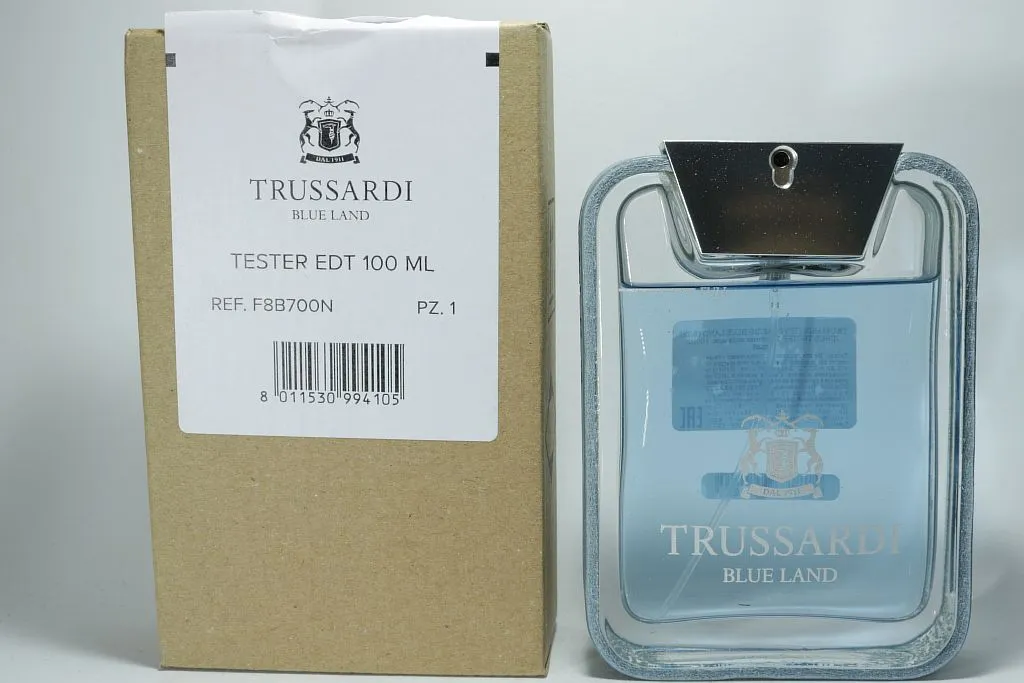 DAL 1911
TRUSSARDI
BLUE LAND
TESTER EDT 100 ML
REF. F8B700N PZ. 1
8 011530 994105
EAC
DAL 1911
TRUSSARDI
BLUE LAND